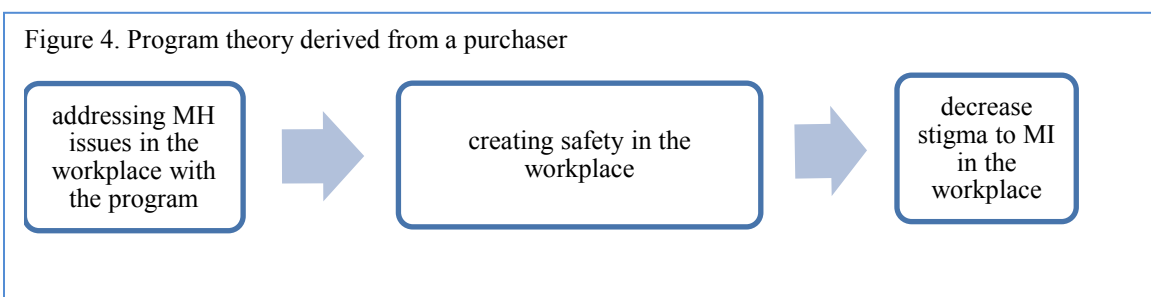 Figure 4. Program theory derived from a purchaser
addressing MH
issues in the
workplace with
the program
creating safety in the
workplace
decrease
stigma to MI
in the
workplace